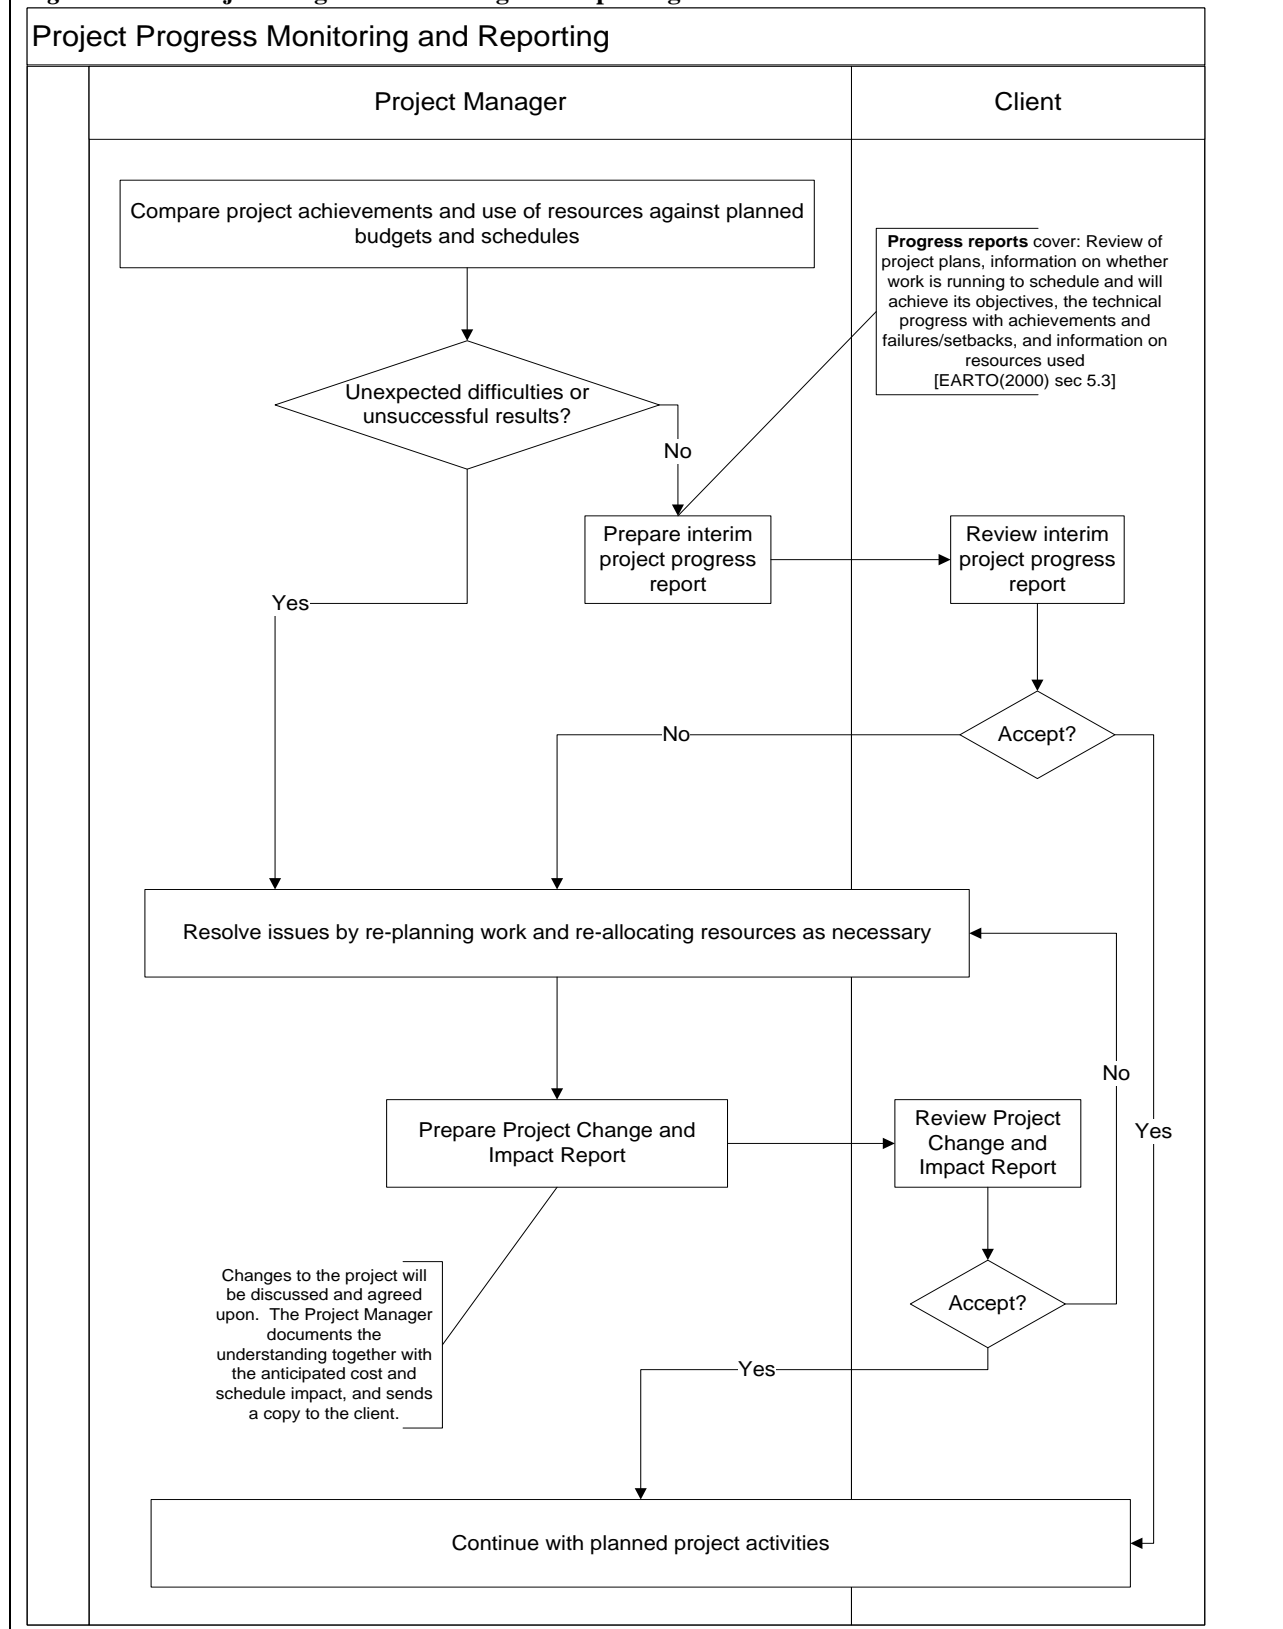 Project Progress Monitoring and Reporting
Project Manager
Client
Compare project achievements and use of resources against planned
budgets and schedules
Progress reports cover: Review of
project plans, information on whether
work is running to schedule and will
achieve its objectives, the technical
progress with achievements and
failures/setbacks, and information on
resources used
[EARTO(2000) sec 5.3]
Unexpected difficulties or
unsuccessful results?
No
Prepare interim
project progress
report
Review interim
project progress
report
Yes
Accept?
No
Resolve issues by re-planning work and re-allocating resources as necessary
No
Yes
Prepare Project Change and
Impact Report
Review Project
Change and
Impact Report
Changes to the project will
be discussed and agreed
upon.  The Project Manager
documents the
understanding together with
the anticipated cost and
schedule impact, and sends
a copy to the client.
Accept?
Yes
Continue with planned project activities